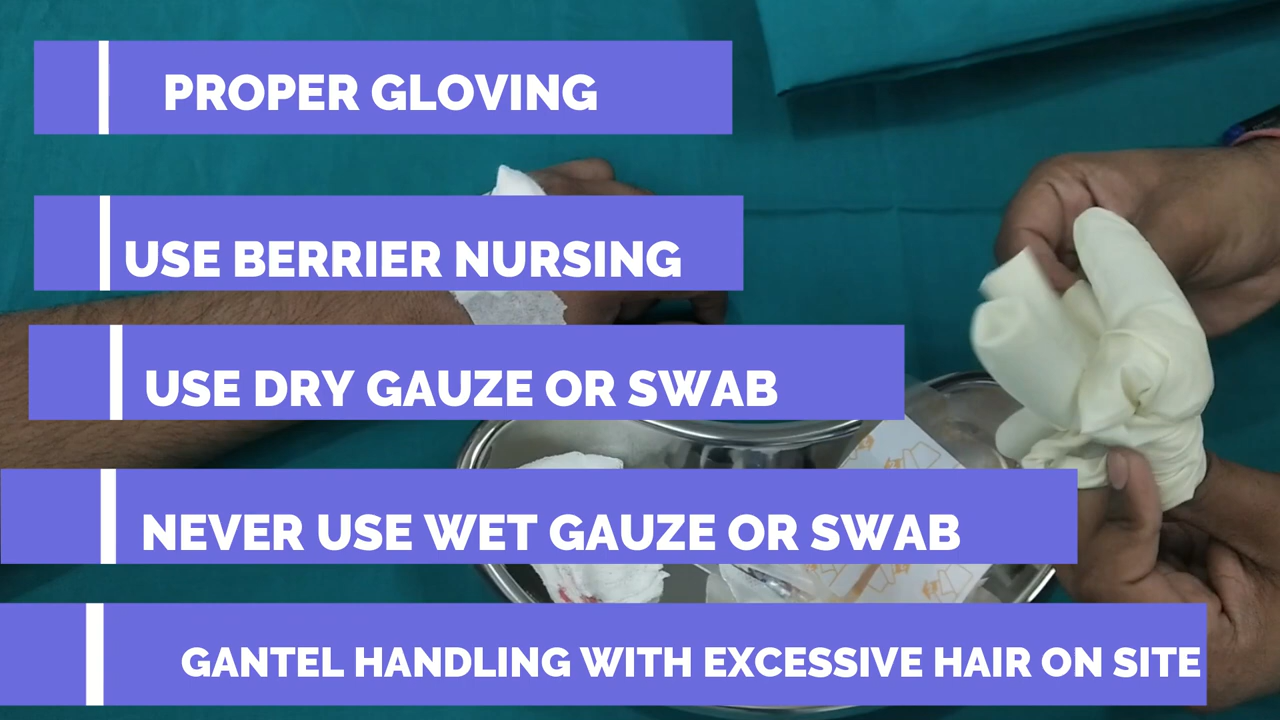 PROPER GLOVING
USE BERRIER NURSING
USE DRY GAUZE OR SWAB
NEVER USE WET GAUZE OR SWAB
GANTEL HANDLING WITH EXCESSIVE HAIR ON SITE